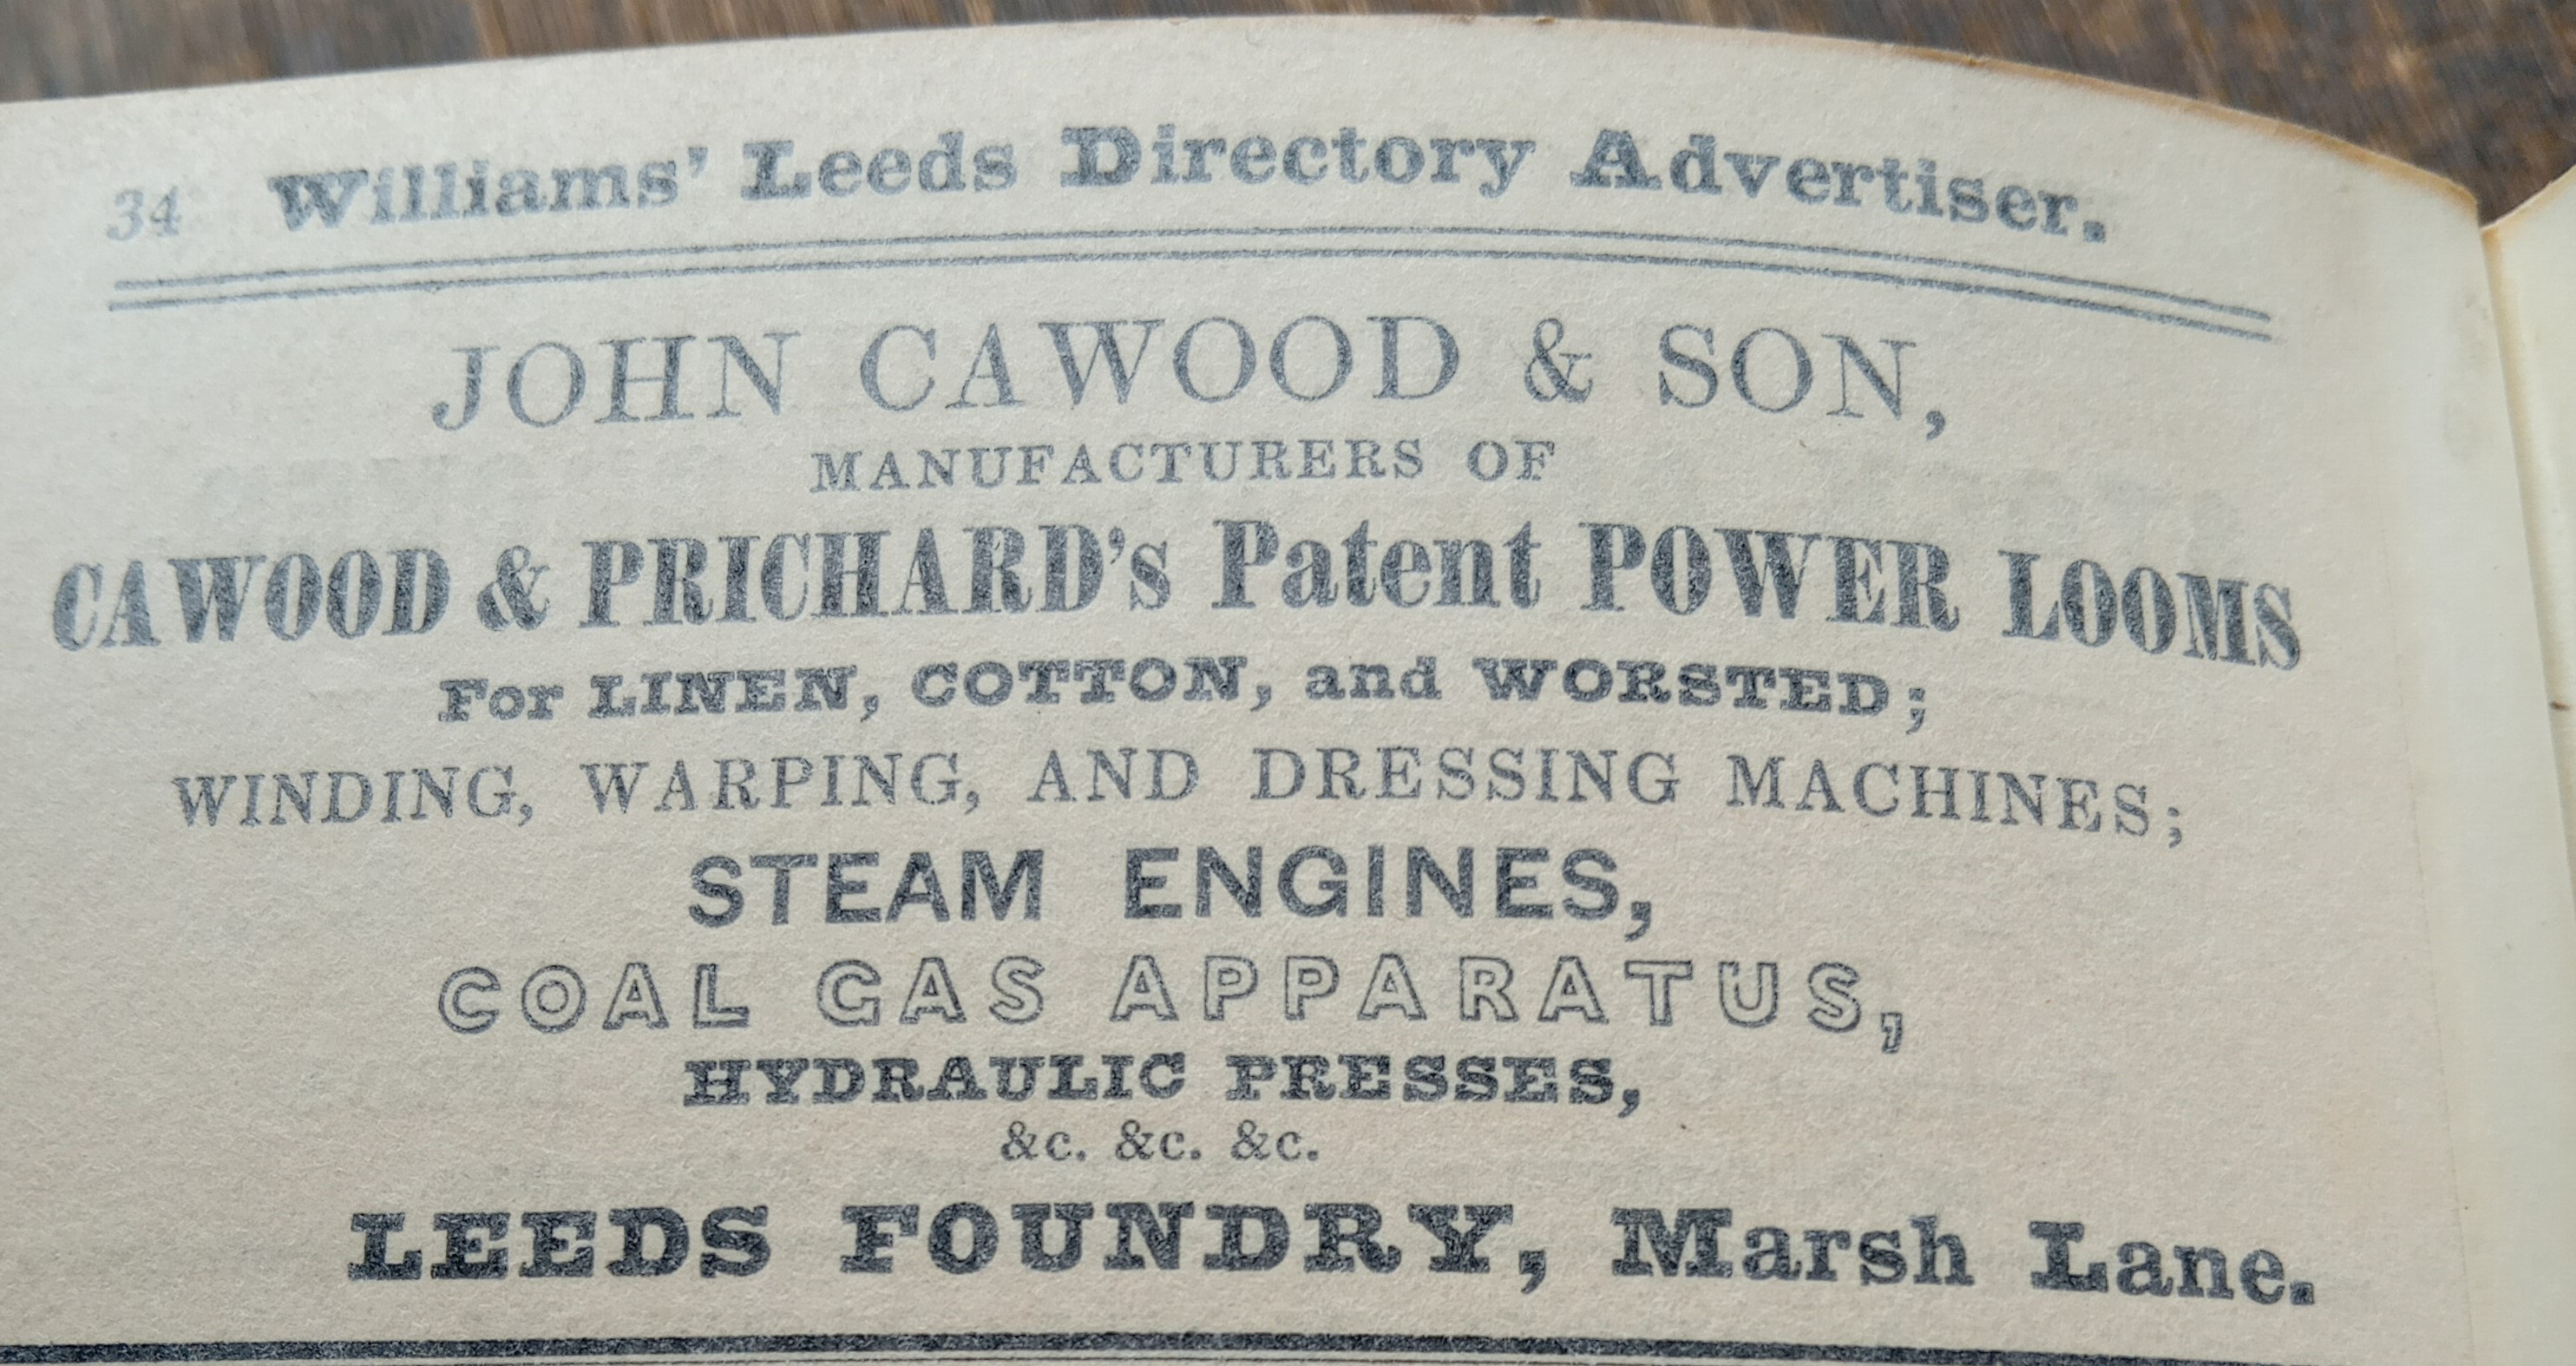 34 Williams' Leeds Directory Advertiser.
JOHN CAWOOD & SON,
MANUFACTURERS OF
CAWOOD & PRICHARD's Patent POWER LOOMS
For LINEN, COTTON, and WORSTED;
WINDING, WARPING, AND DRESSING MACHINES;
STEAM ENGINES,
COAL GAS APPARATUS,
HYDRAULIC PRESSES,
&c. &c. &c.
LEEDS FOUNDRY, Marsh Lane.